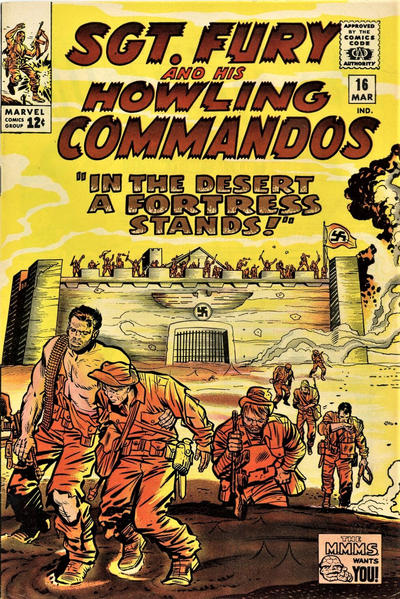 SGT. FURY
AND HIS
HOWLING
COMMANDOS
APPROVED
BY THE
COMICS
CODE
CA
AUTHORITY
MARVEL
COMICS
GROUP 12¢
16
MAR
IND.
"IN THE DESERT
A FORTRESS
STANDS!"
THE
M.M.M.S.
WANTS
YOU!